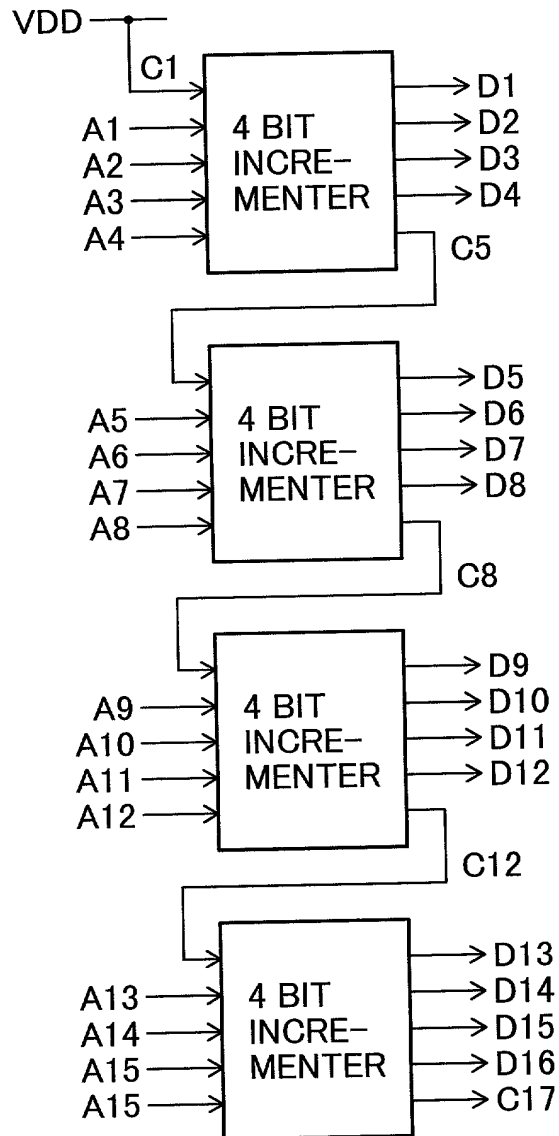 VDD
C1
A1
A2
A3
A4
4 BIT
INCRE-
MENTER
D1
D2
D3
D4
C5
A5
A6
A7
A8
4 BIT
INCRE-
MENTER
D5
D6
D7
D8
C8
A9
A10
A11
A12
4 BIT
INCRE-
MENTER
D9
D10
D11
D12
C12
A13
A14
A15
A15
4 BIT
INCRE-
MENTER
D13
D14
D15
D16
C17